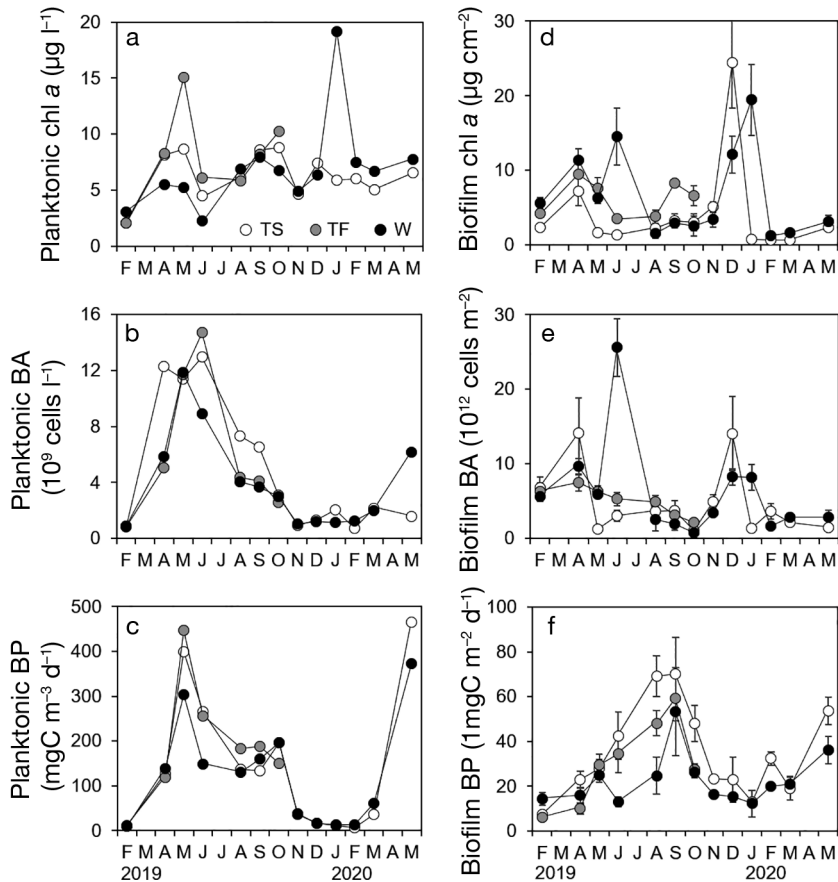 a
Planktonic chl a (µg l⁻¹)
20
15
10
5
0
TS TF W
F M A M J J A S O N D J F M A M
d
Biofilm chl a (µg cm⁻²)
30
20
10
0
F M A M J J A S O N D J F M A M
b
Planktonic BA
(10⁹ cells l⁻¹)
16
12
8
4
0
F M A M J J A S O N D J F M A M
e
Biofilm BA (10¹² cells m⁻²)
30
20
10
0
F M A M J J A S O N D J F M A M
c
Planktonic BP
(mgC m⁻³ d⁻¹)
500
400
300
200
100
0
F M A M J J A S O N D J F M A M
2019 2020
f
Biofilm BP (1mgC m⁻² d⁻¹)
100
80
60
40
20
0
F M A M J J A S O N D J F M A M
2019 2020